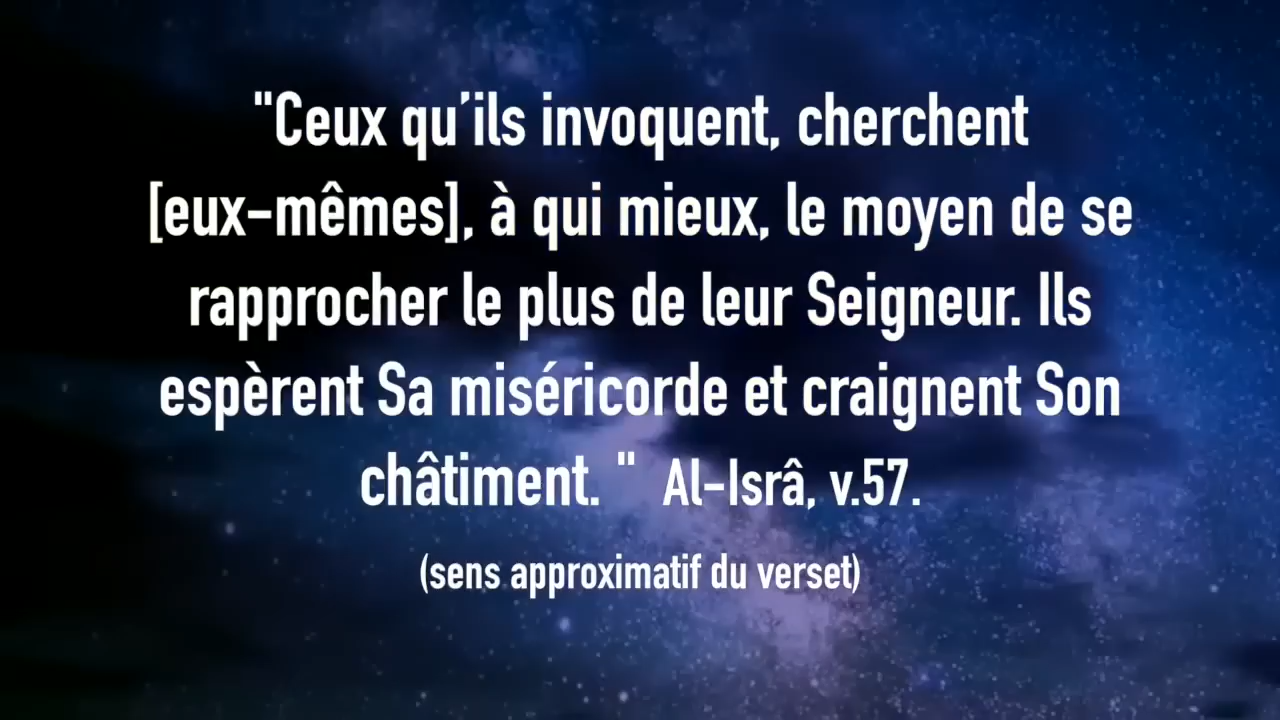 "Ceux qu’ils invoquent, cherchent
[eux-mêmes], à qui mieux, le moyen de se
rapprocher le plus de leur Seigneur. Ils
espèrent Sa miséricorde et craignent Son
châtiment. " Al-Isrâ, v.57.
(sens approximatif du verset)